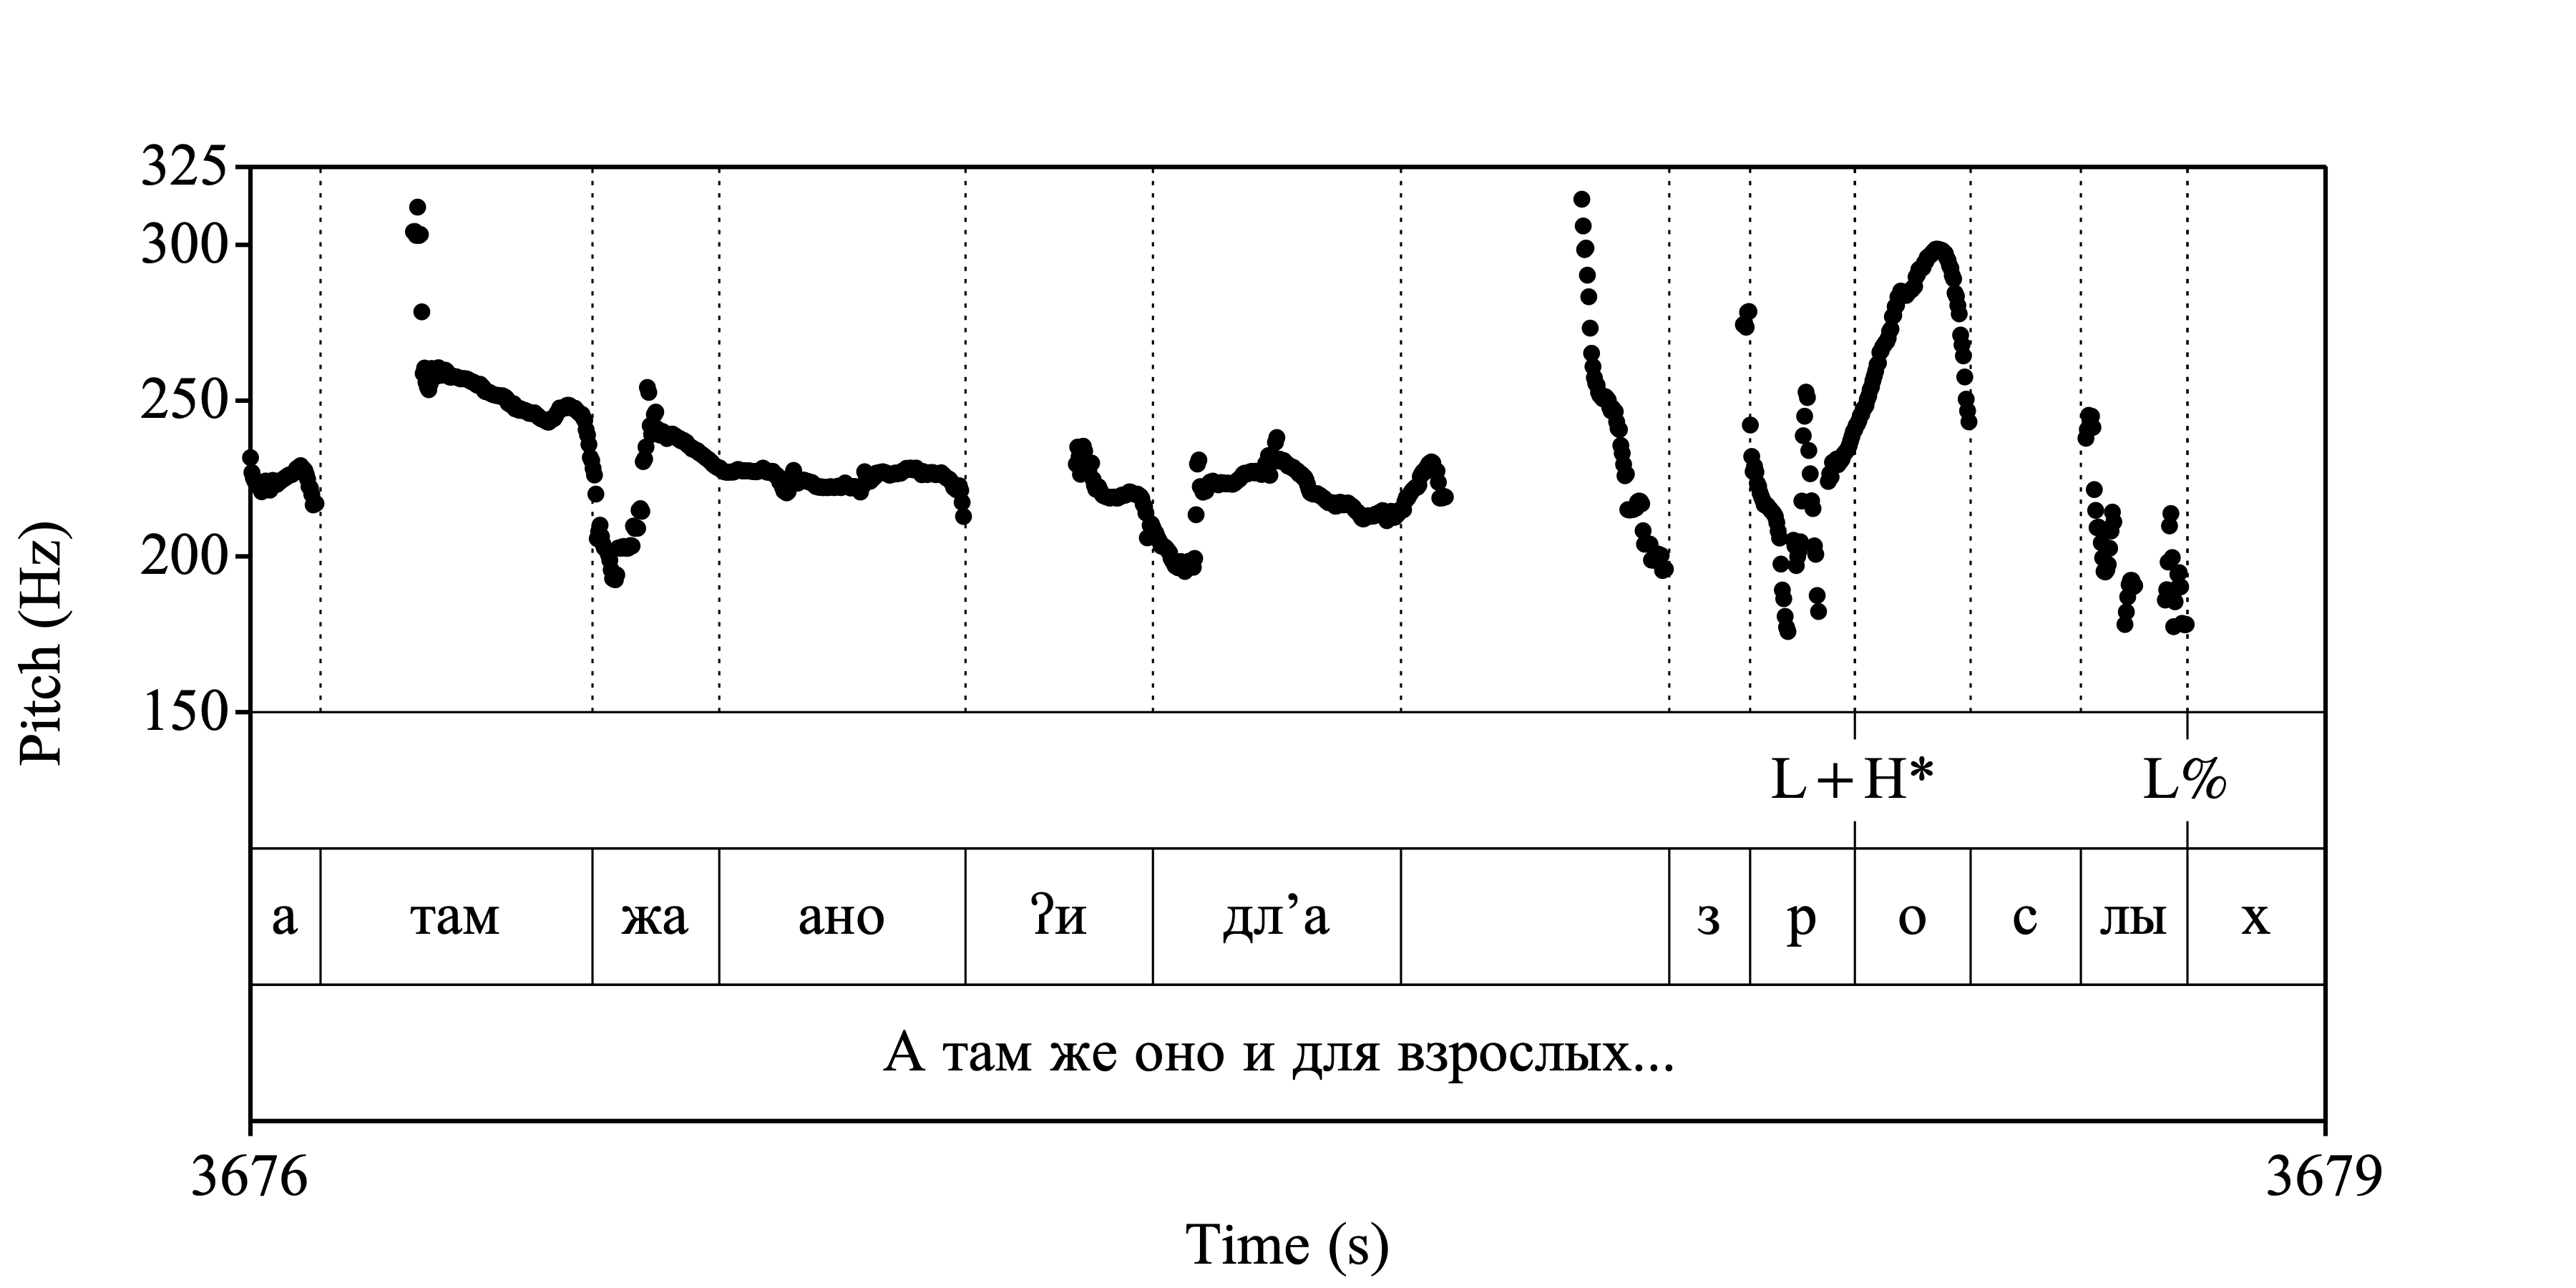 325
300
250
200
150
Pitch (Hz)
L+H* L%
а там жа ано ʔи дл’а з р о с лы х
А там же оно и для взрослых...
3676 3679
Time (s)